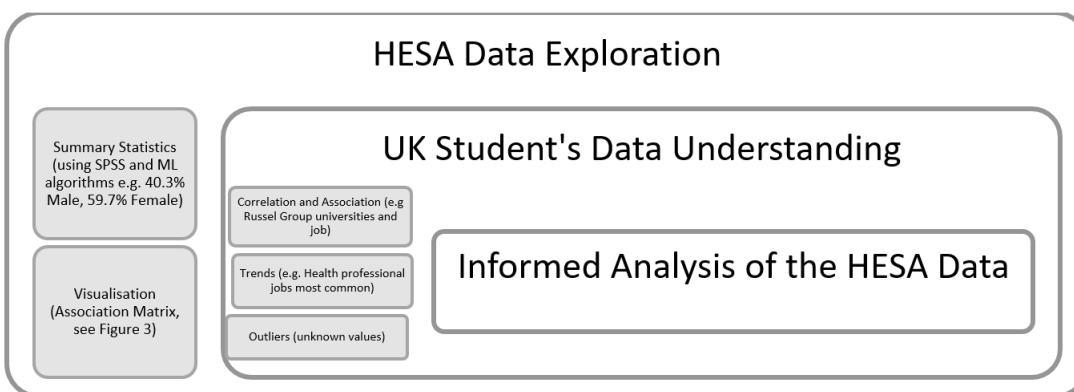 HESA Data Exploration
Summary Statistics
(using SPSS and ML
algorithms e.g. 40.3%
Male, 59.7% Female)
Visualisation
(Association Matrix,
see Figure 3)
UK Student's Data Understanding
Correlation and Association (e.g
Russel Group universities and
job)
Trends (e.g. Health professional
jobs most common)
Outliers (unknown values)
Informed Analysis of the HESA Data